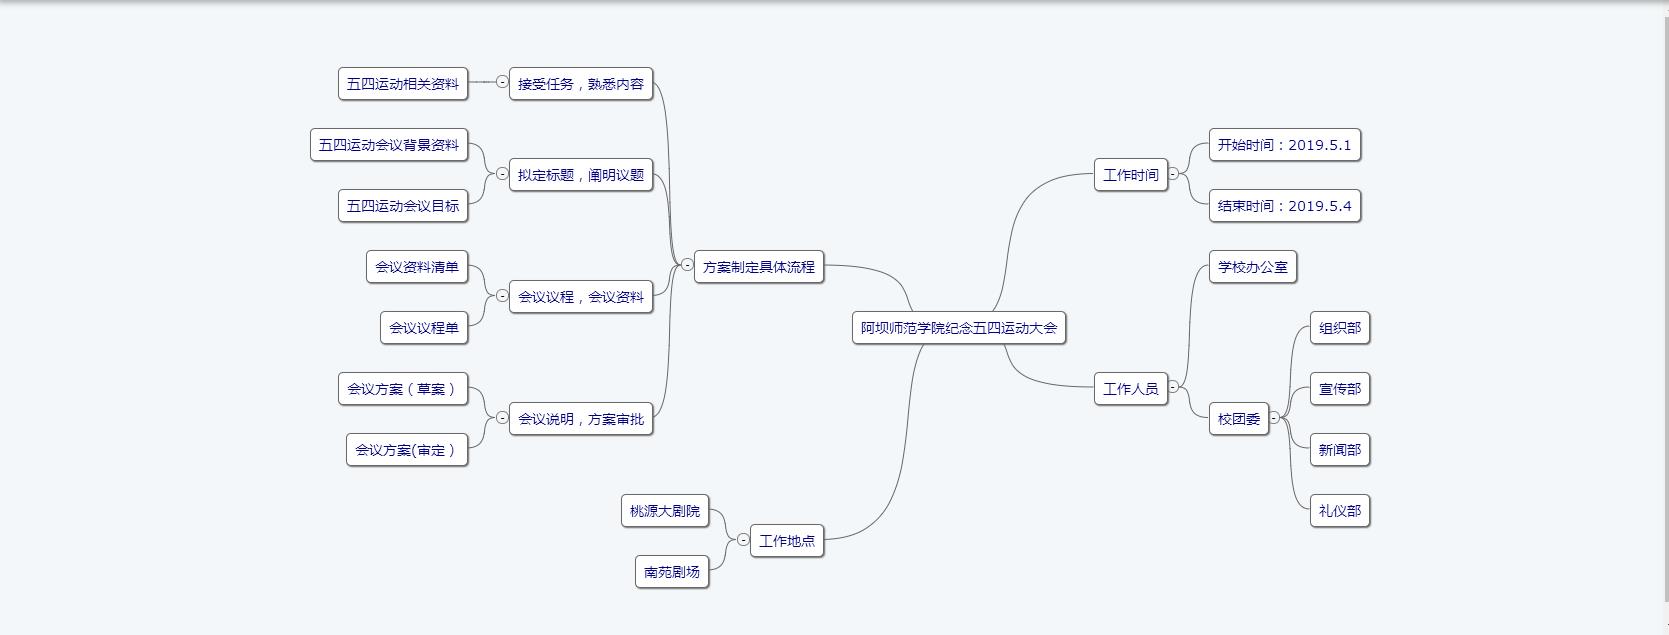 阿坝师范学院纪念五四运动大会
工作时间
开始时间：2019.5.1
结束时间：2019.5.4
工作人员
学校办公室
校团委
组织部
宣传部
新闻部
礼仪部
方案制定具体流程
接受任务，熟悉内容
五四运动相关资料
拟定标题，阐明议题
五四运动会议背景资料
五四运动会议目标
会议议程，会议资料
会议资料清单
会议议程单
会议说明，方案审批
会议方案（草案）
会议方案(审定）
工作地点
桃源大剧院
南苑剧场